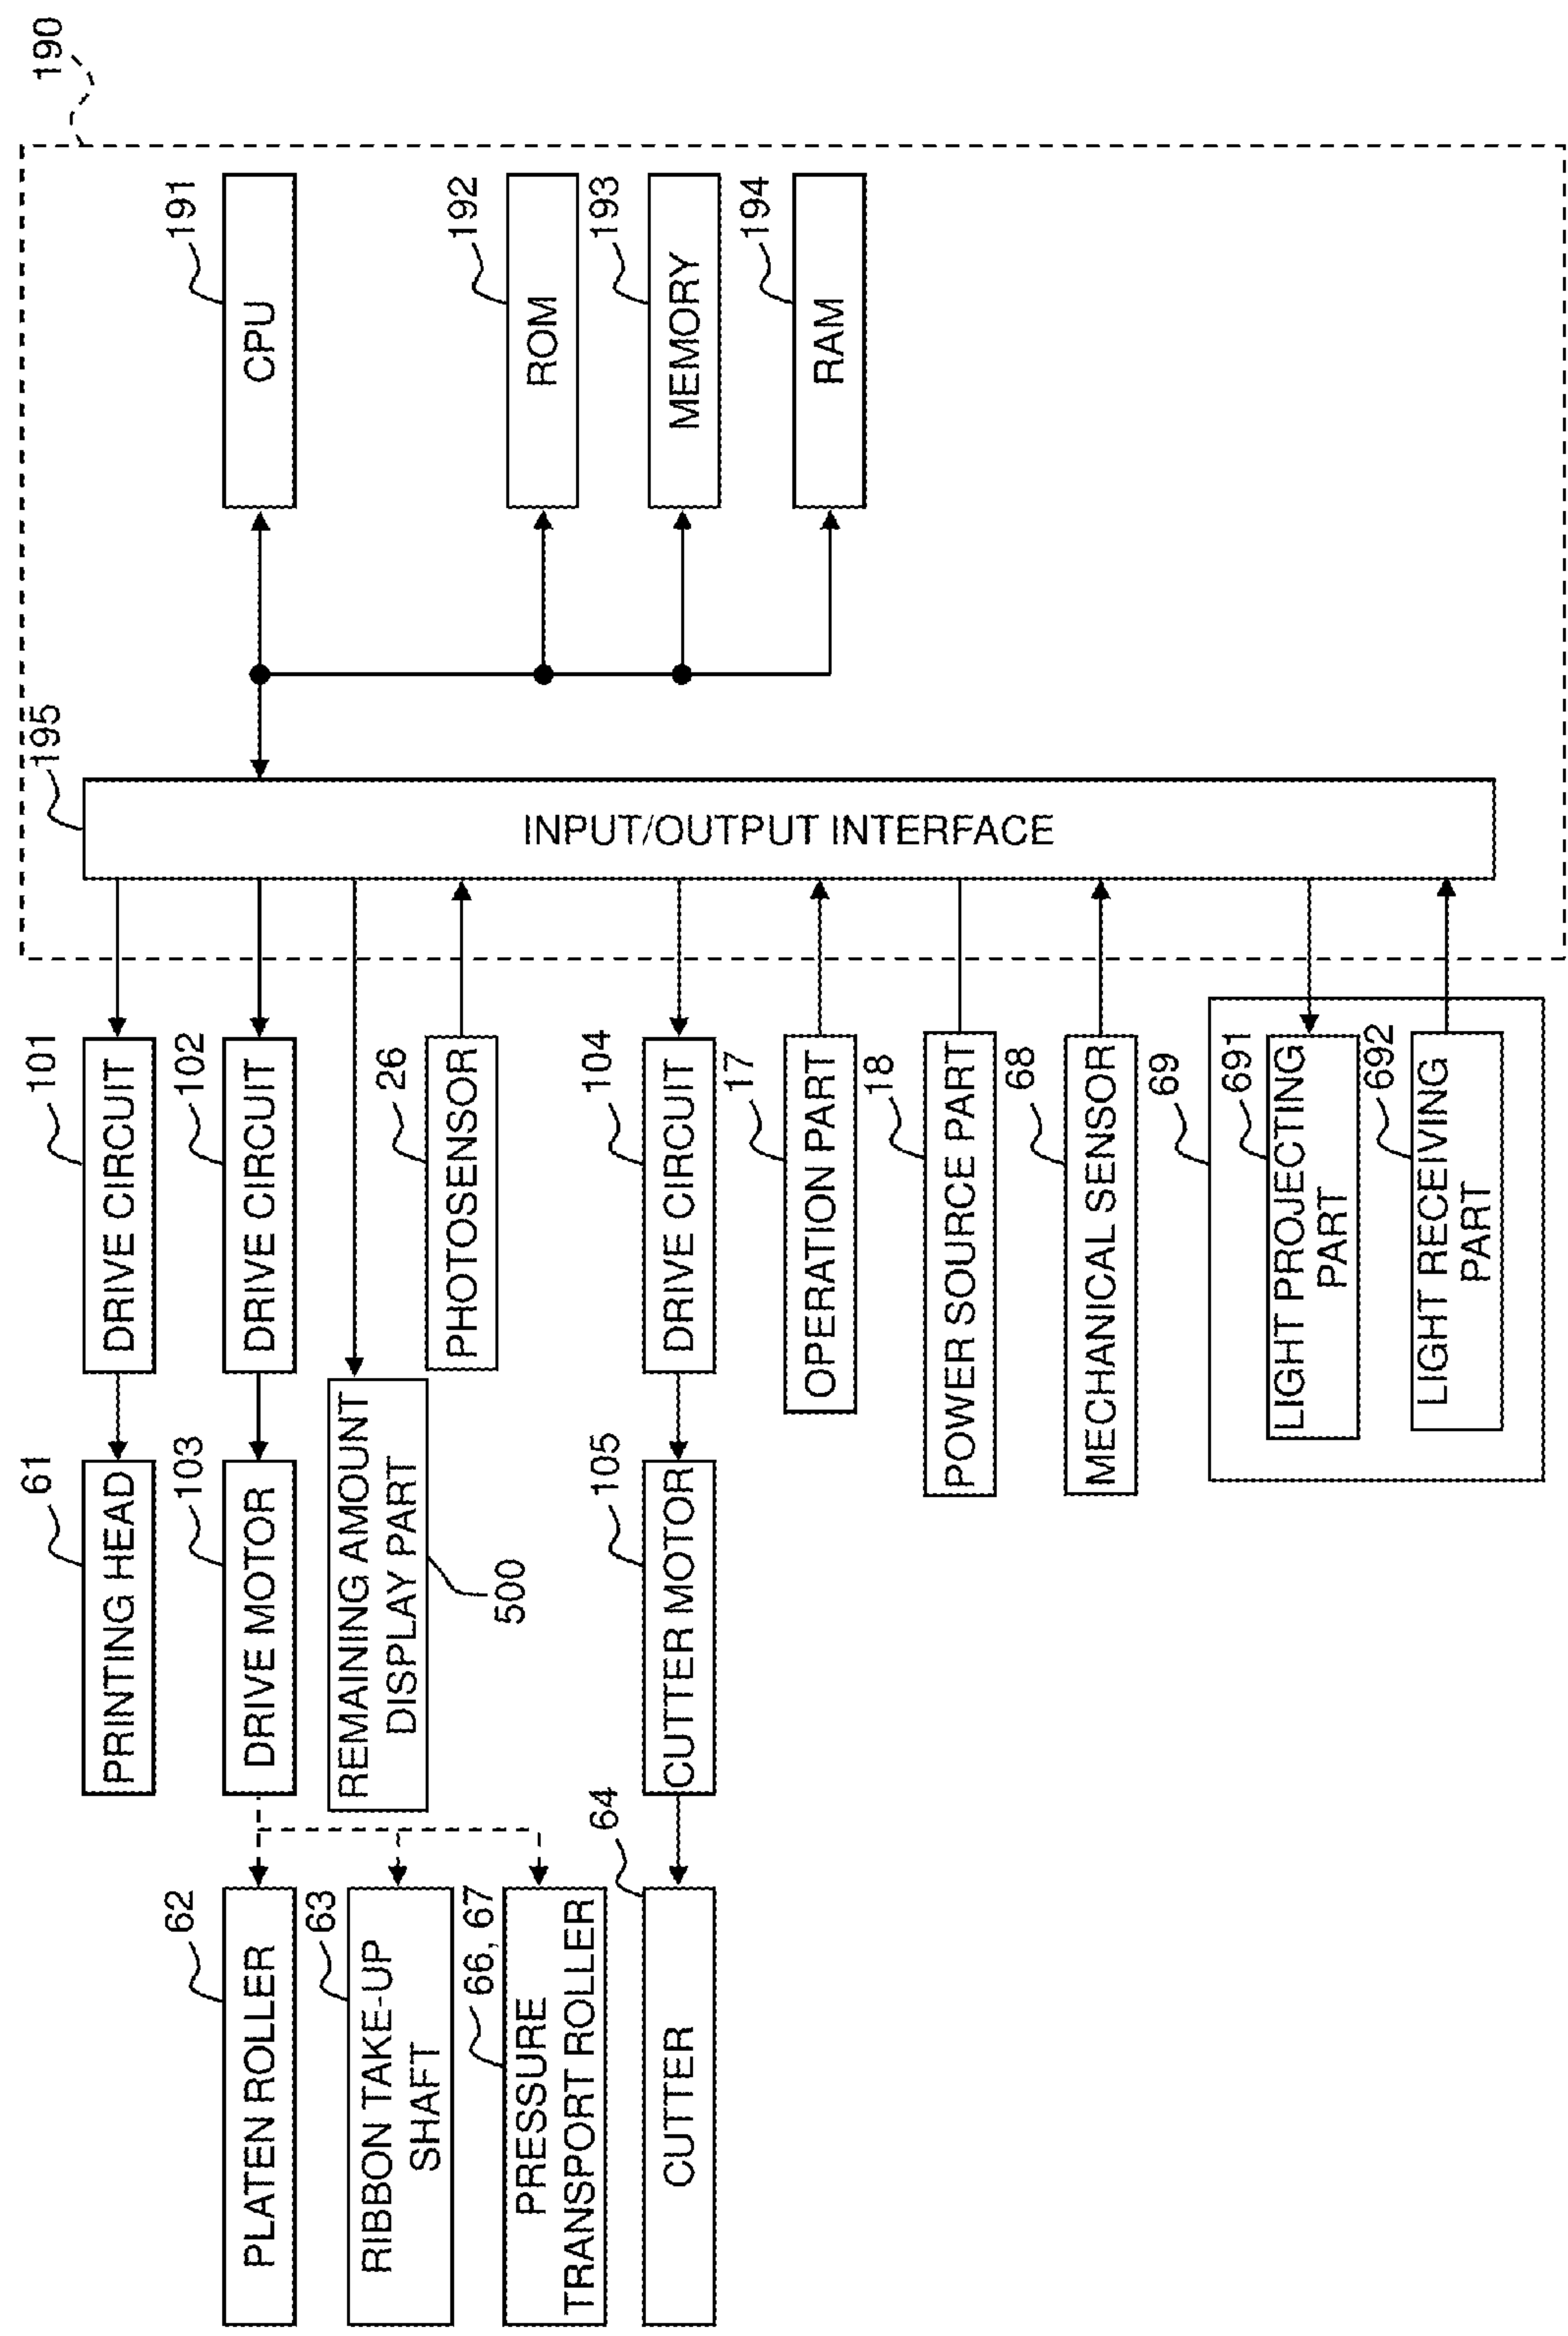 190
191
CPU
192
ROM
193
MEMORY
194
RAM
195
INPUT/OUTPUT INTERFACE
101
DRIVE CIRCUIT
102
DRIVE CIRCUIT
26
PHOTOSENSOR
104
DRIVE CIRCUIT
17
OPERATION PART
18
POWER SOURCE PART
68
MECHANICAL SENSOR
69
691
LIGHT PROJECTING
PART
692
LIGHT RECEIVING
PART
61
PRINTING HEAD
103
DRIVE MOTOR
REMAINING AMOUNT
DISPLAY PART
500
105
CUTTER MOTOR
62
PLATEN ROLLER
63
RIBBON TAKE-UP
SHAFT
66, 67
PRESSURE
TRANSPORT ROLLER
64
CUTTER